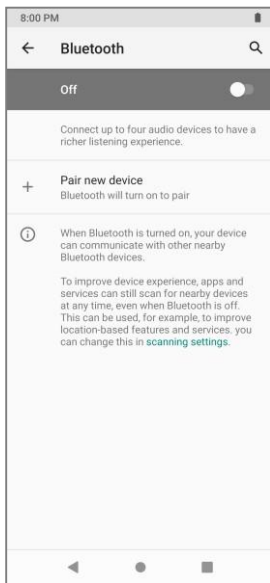 8:00 PM
Bluetooth
Off
Connect up to four audio devices to have a
richer listening experience.
Pair new device
Bluetooth will turn on to pair
When Bluetooth is turned on, your device
can communicate with other nearby
Bluetooth devices.
To improve device experience, apps and
services can still scan for nearby devices
at any time, even when Bluetooth is off.
This can be used, for example, to improve
location-based features and services. you
can change this in scanning settings.